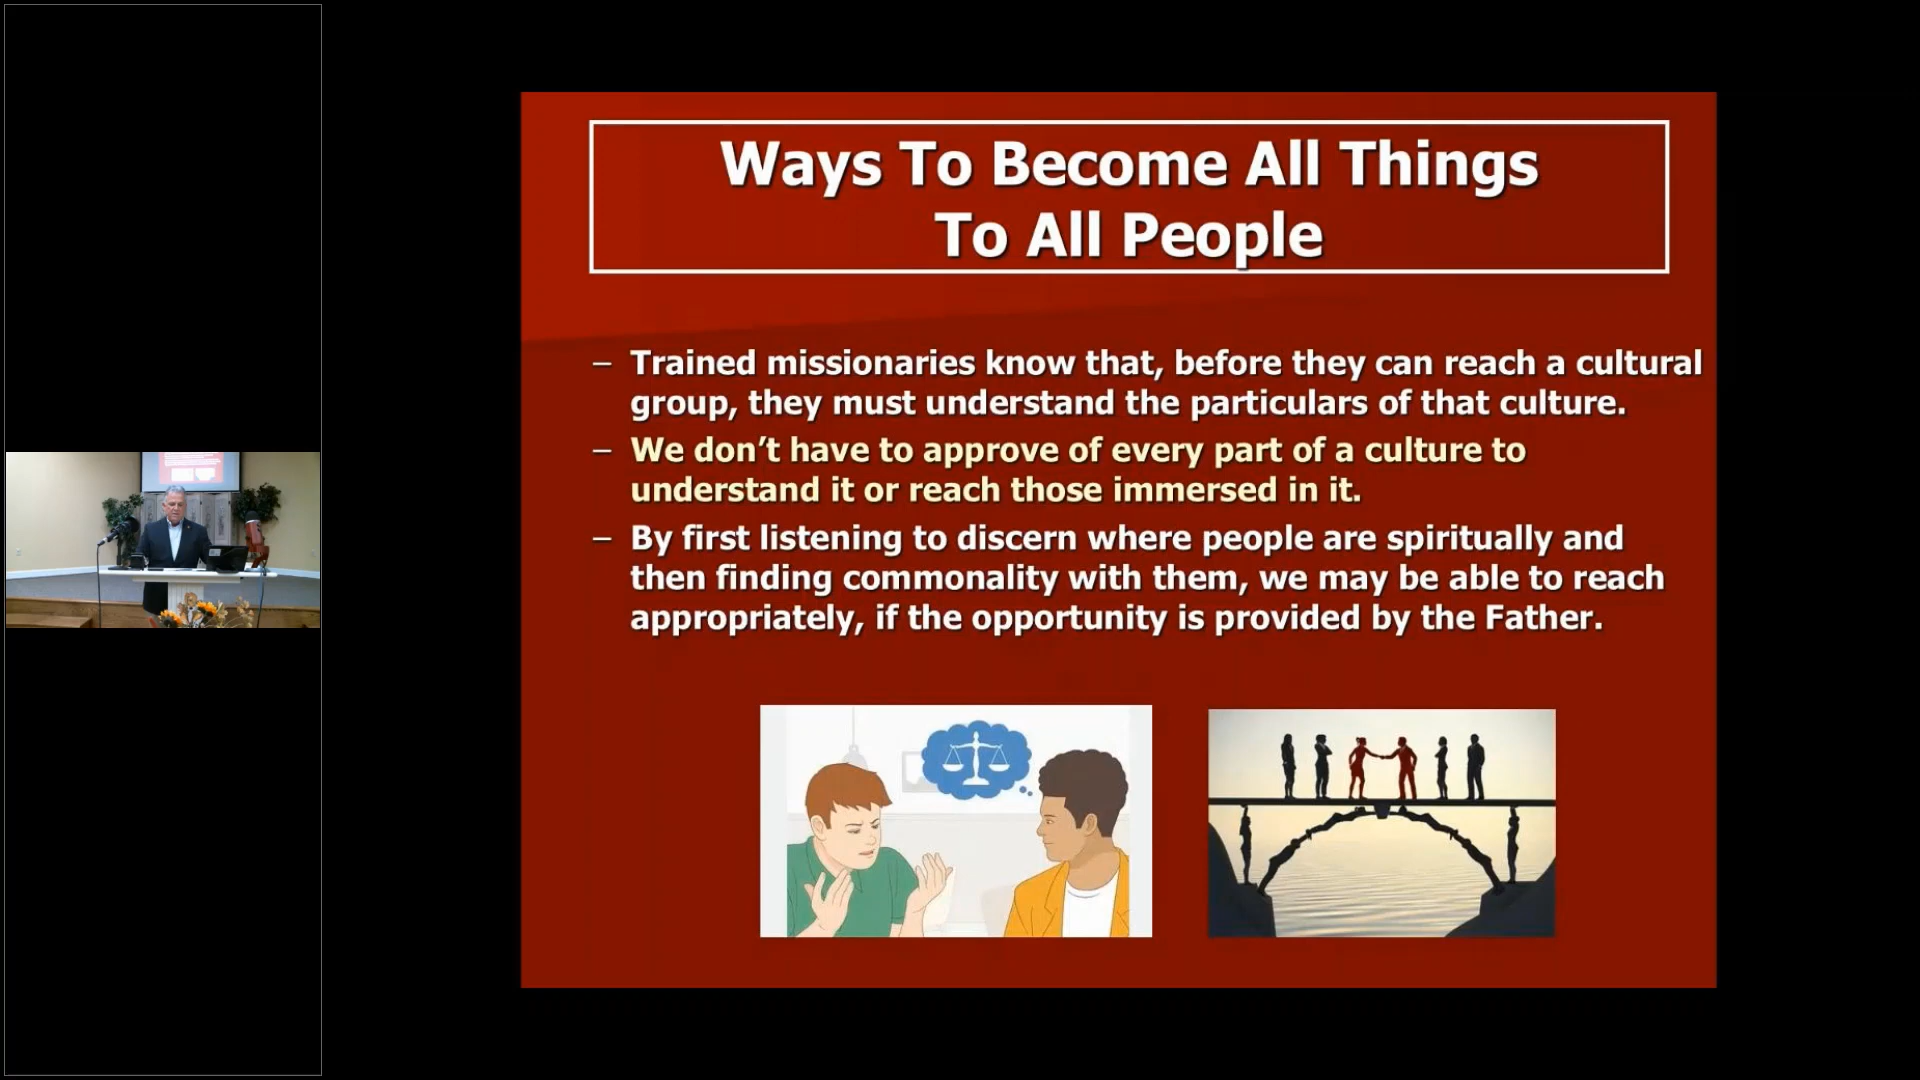 Ways To Become All Things
To All People
– Trained missionaries know that, before they can reach a cultural
group, they must understand the particulars of that culture.
– We don’t have to approve of every part of a culture to
understand it or reach those immersed in it.
– By first listening to discern where people are spiritually and
then finding commonality with them, we may be able to reach
appropriately, if the opportunity is provided by the Father.